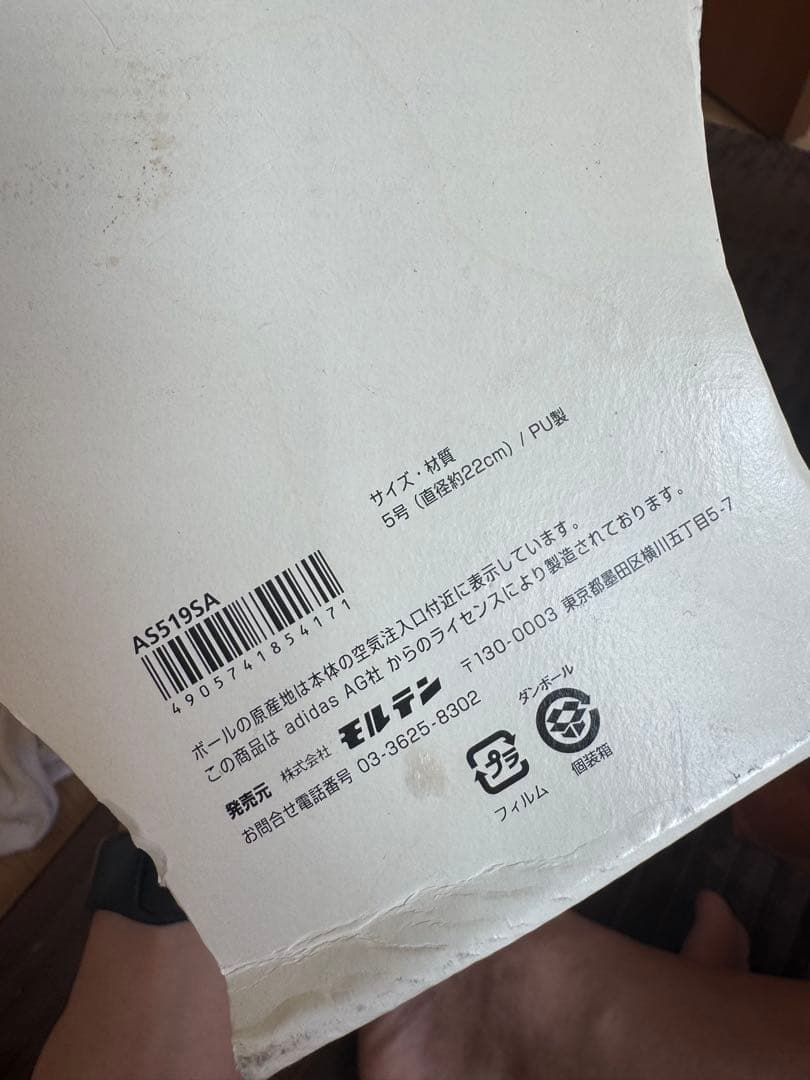 サイズ・材質
5号（直径約22cm）/ PU製
AS519SA
4905741854171
ボールの原産地は本体の空気注入口付近に表示しています。
この商品は adidas AG社 からのライセンスにより製造されております。
発売元 株式会社 モルテン 〒130-0003 東京都墨田区横川五丁目5-7
お問合せ電話番号 03-3625-8302
プラ
フィルム
ダンボール
個装箱